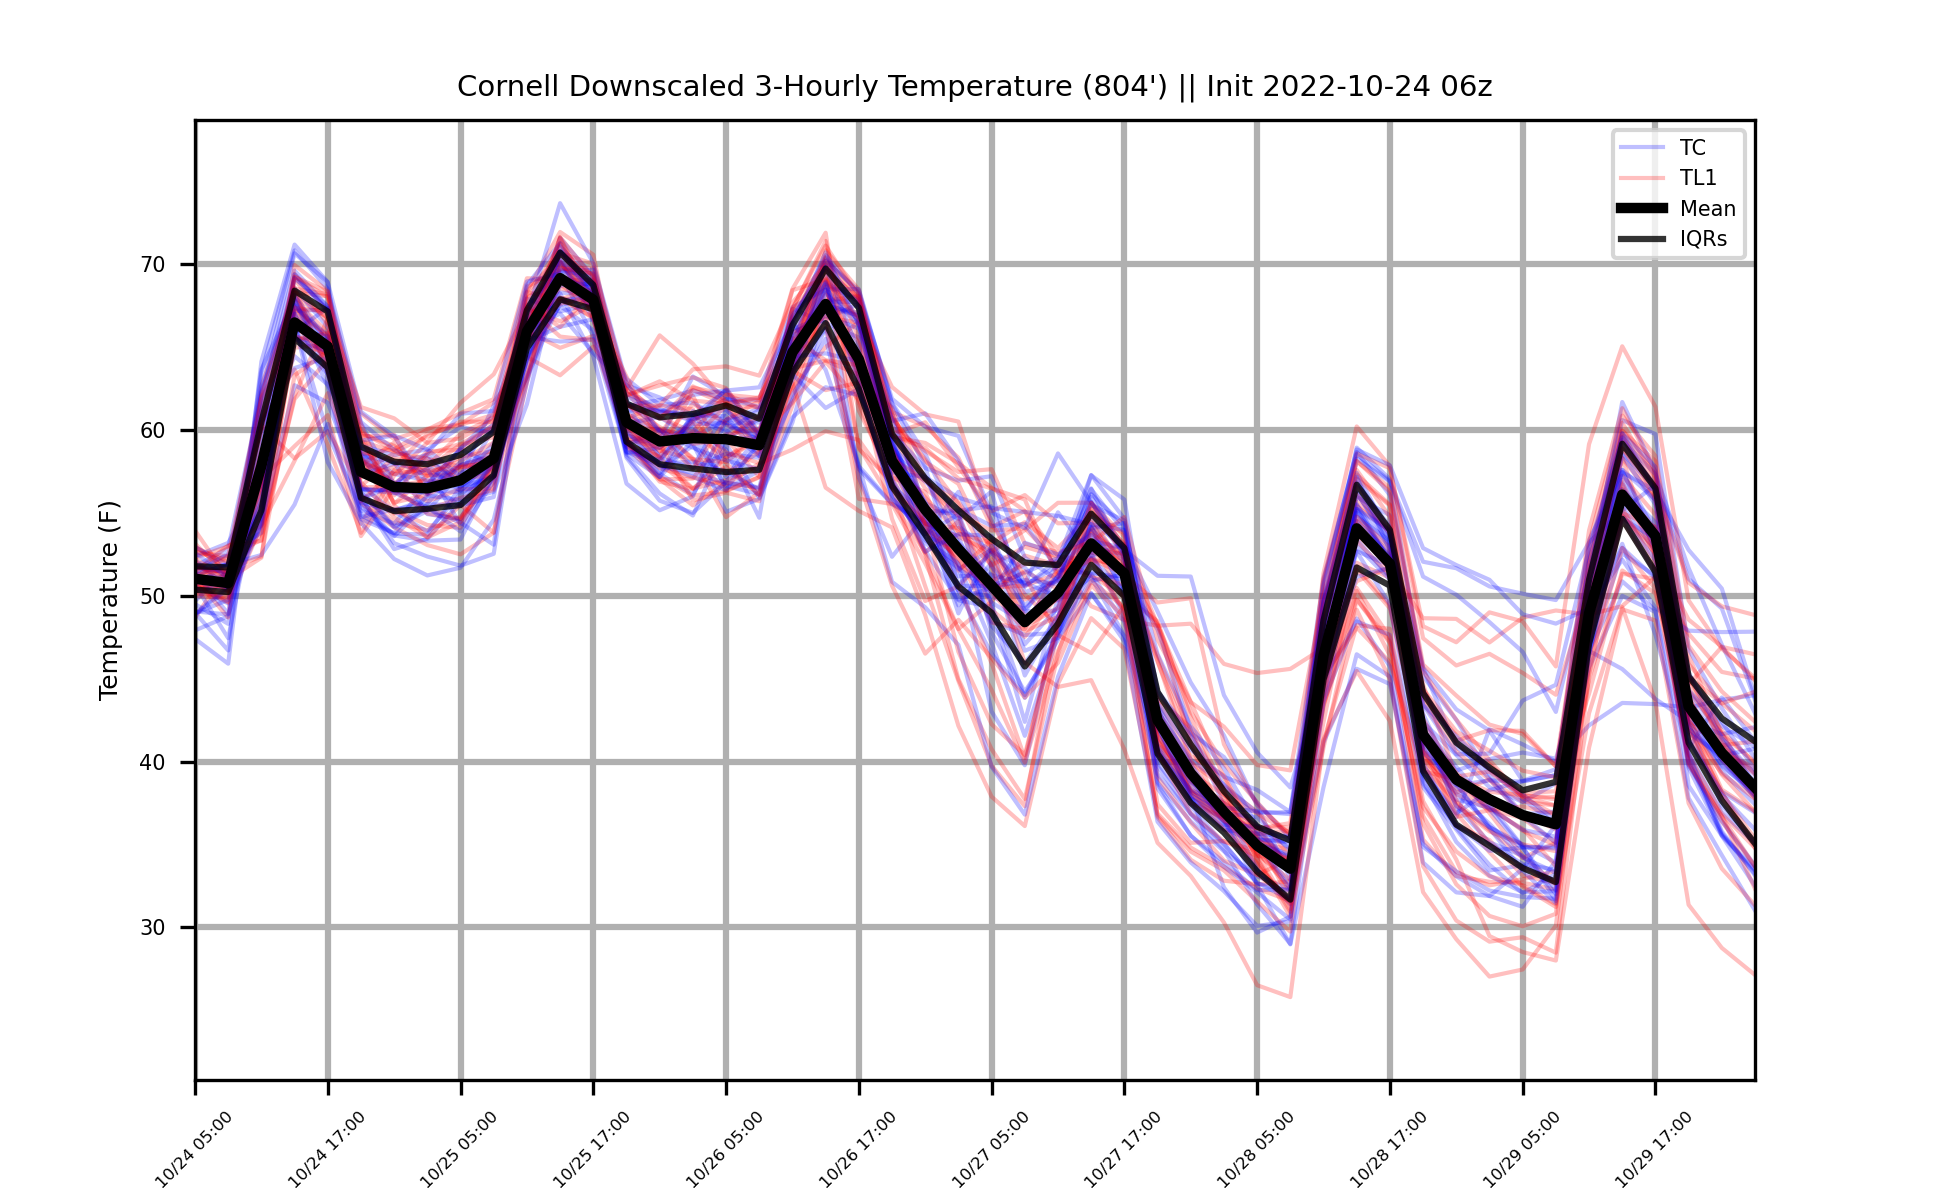 Cornell Downscaled 3-Hourly Temperature (804') || Init 2022-10-24 06z
TC
TL1
Mean
IQRs
Temperature (F)
70
60
50
40
30
10/24 05:00
10/24 17:00
10/25 05:00
10/25 17:00
10/26 05:00
10/26 17:00
10/27 05:00
10/27 17:00
10/28 05:00
10/28 17:00
10/29 05:00
10/29 17:00